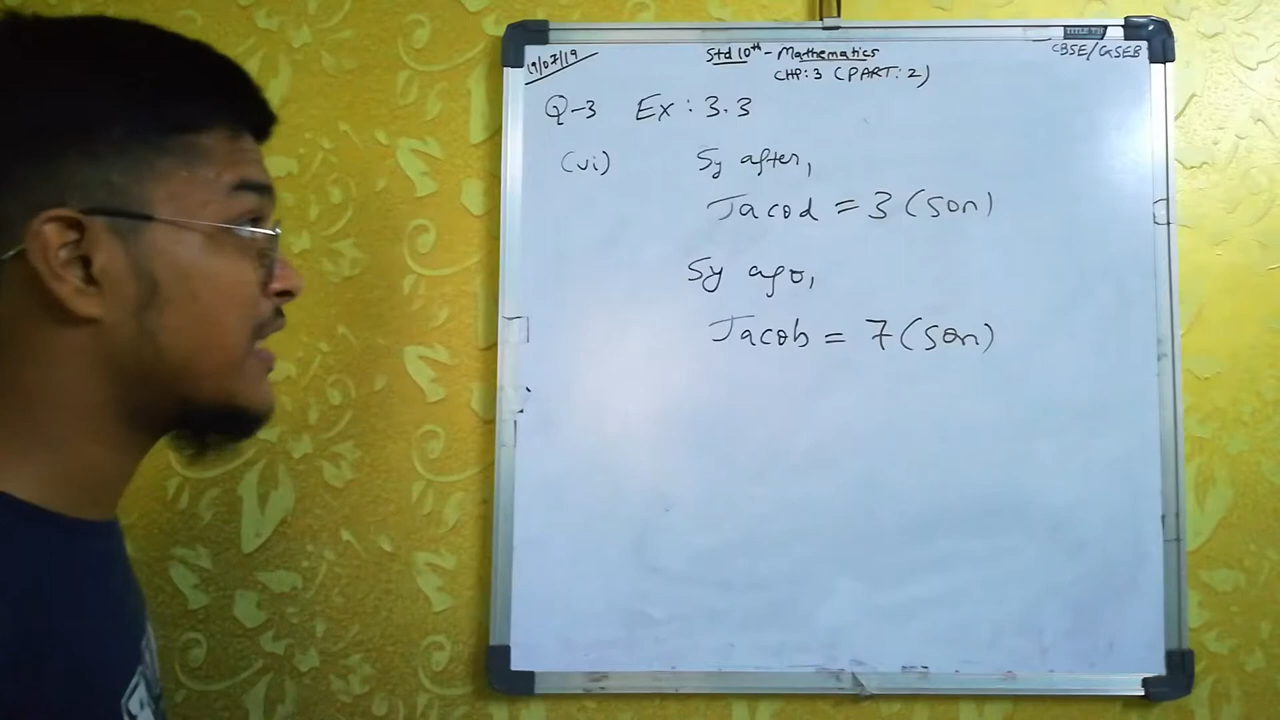 19/07/19
Std 10th - Mathematics
CHP: 3 (PART: 2)
CBSE/GSEB
Q-3 Ex: 3.3
(vi) 5y after,
Jacod = 3 (son)
5y ago,
Jacob = 7 (son)